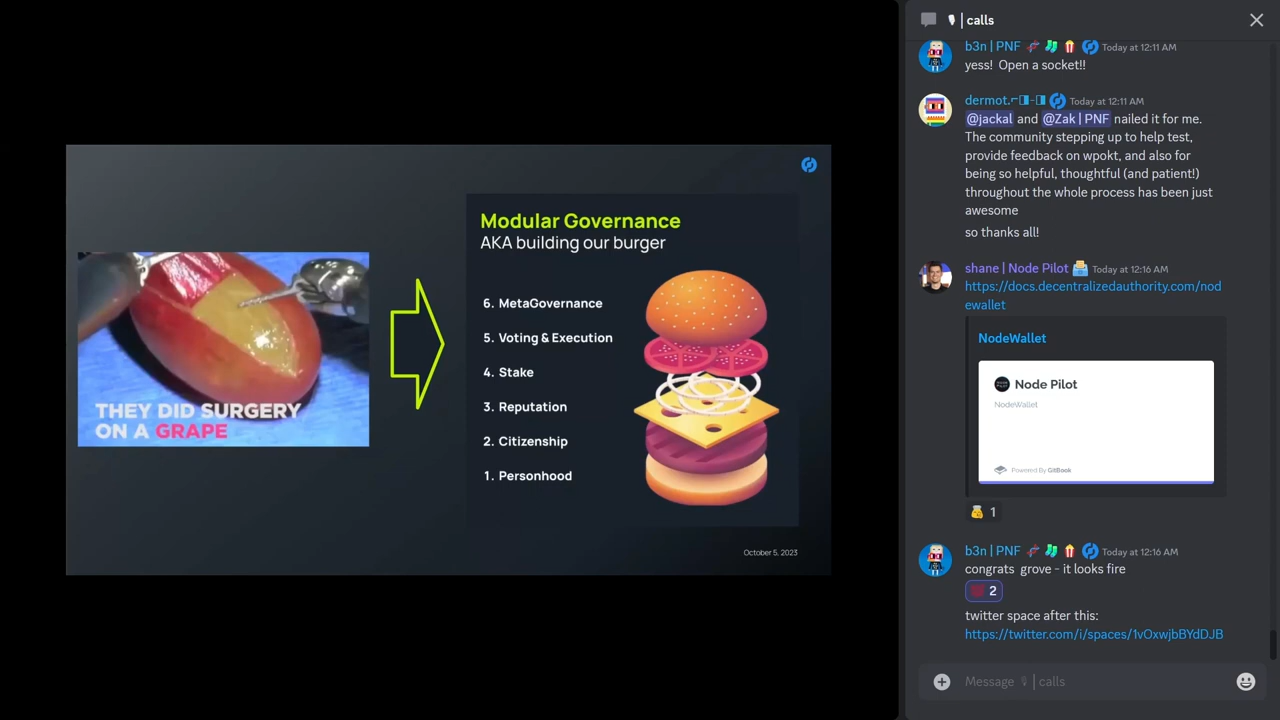 THEY DID SURGERY
ON A GRAPE
Modular Governance
AKA building our burger
6. MetaGovernance
5. Voting & Execution
4. Stake
3. Reputation
2. Citizenship
1. Personhood
October 5, 2023
calls
b3n | PNF Today at 12:11 AM
yess! Open a socket!!
dermot. Today at 12:11 AM
@jackal and @Zak | PNF nailed it for me.
The community stepping up to help test,
provide feedback on wpokt, and also for
being so helpful, thoughtful (and patient!)
throughout the whole process has been just
awesome
so thanks all!
shane | Node Pilot Today at 12:16 AM
https://docs.decentralizedauthority.com/nod
ewallet
NodeWallet
Node Pilot
NodeWallet
Powered By GitBook
1
b3n | PNF Today at 12:16 AM
congrats grove - it looks fire
2
twitter space after this:
https://twitter.com/i/spaces/1vOxwjbBYdDJB
Message | calls